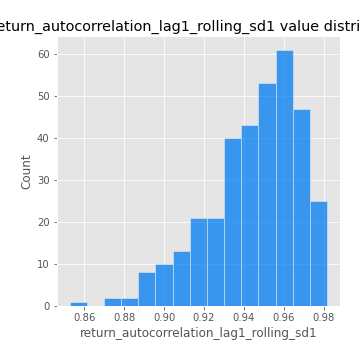 eturn_autocorrelation_lag1_rolling_sd1 value distri
60
50
40
30
20
10
0
Count
0.86 0.88 0.90 0.92 0.94 0.96 0.98
return_autocorrelation_lag1_rolling_sd1